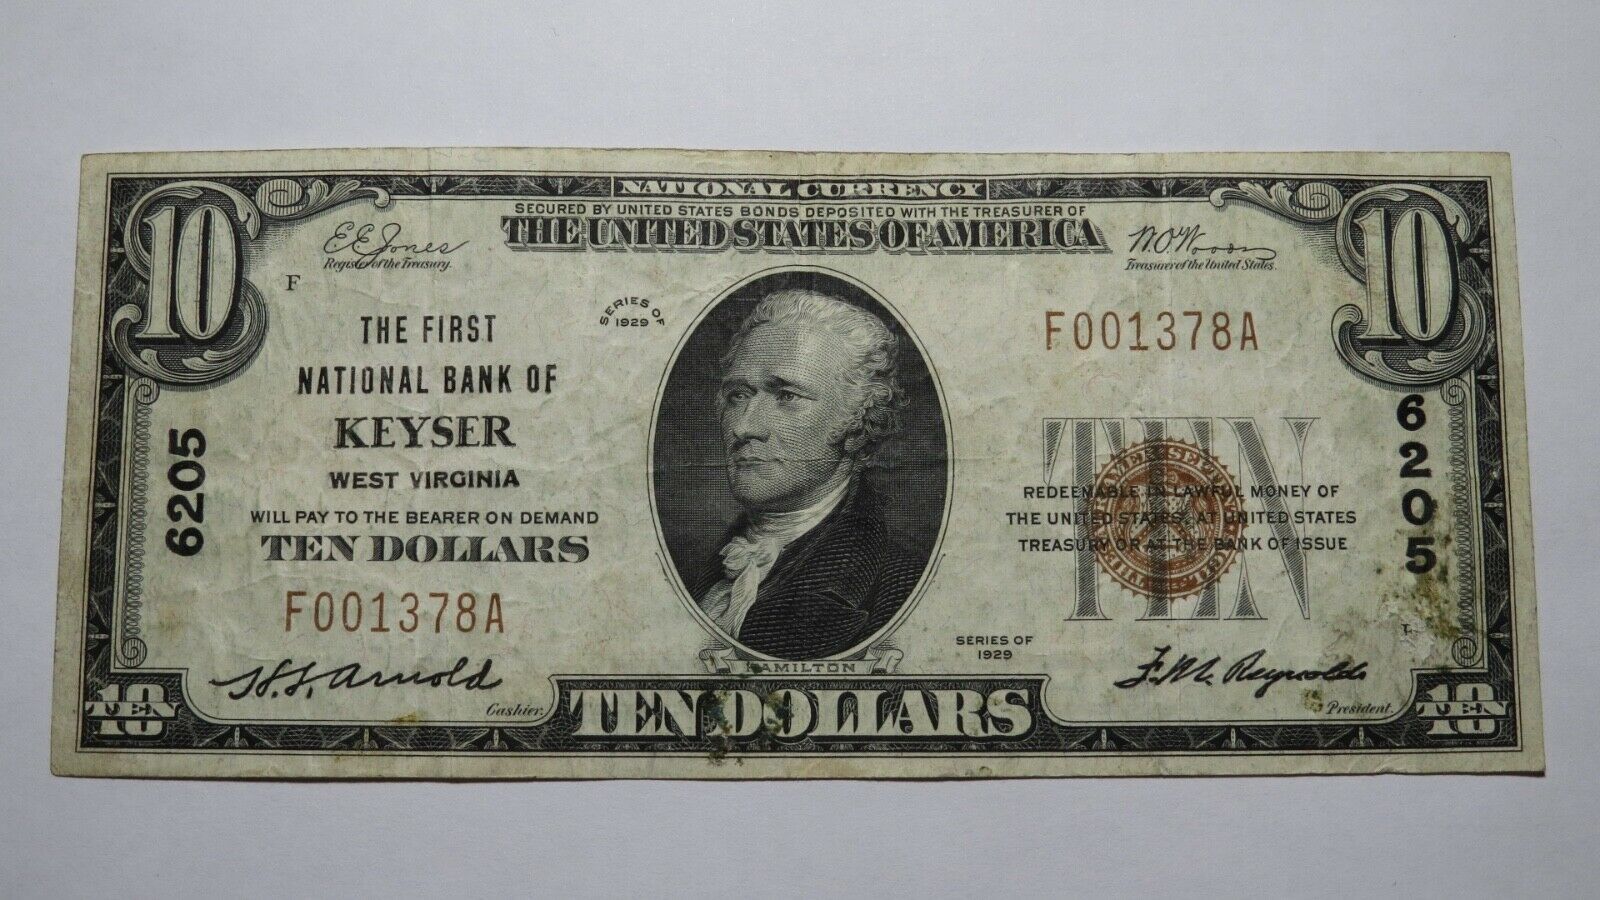 NATIONAL CURRENCY
SECURED BY UNITED STATES BONDS DEPOSITED WITH THE TREASURER OF
THE UNITED STATES OF AMERICA
10
10
E.E. Jones
Register of the Treasury.
W.O. Woods
Treasurer of the United States.
F
SERIES OF
1929
F001378A
THE FIRST
NATIONAL BANK OF
KEYSER
WEST VIRGINIA
WILL PAY TO THE BEARER ON DEMAND
TEN DOLLARS
F001378A
6205
6205
TEN
REDEEMABLE IN LAWFUL MONEY OF
THE UNITED STATES, AT UNITED STATES
TREASURY OR AT THE BANK OF ISSUE
SERIES OF
1929
HAMILTON
Arnold
Cashier.
Reynolds
President.
TEN
10
TEN DOLLARS
TEN
10